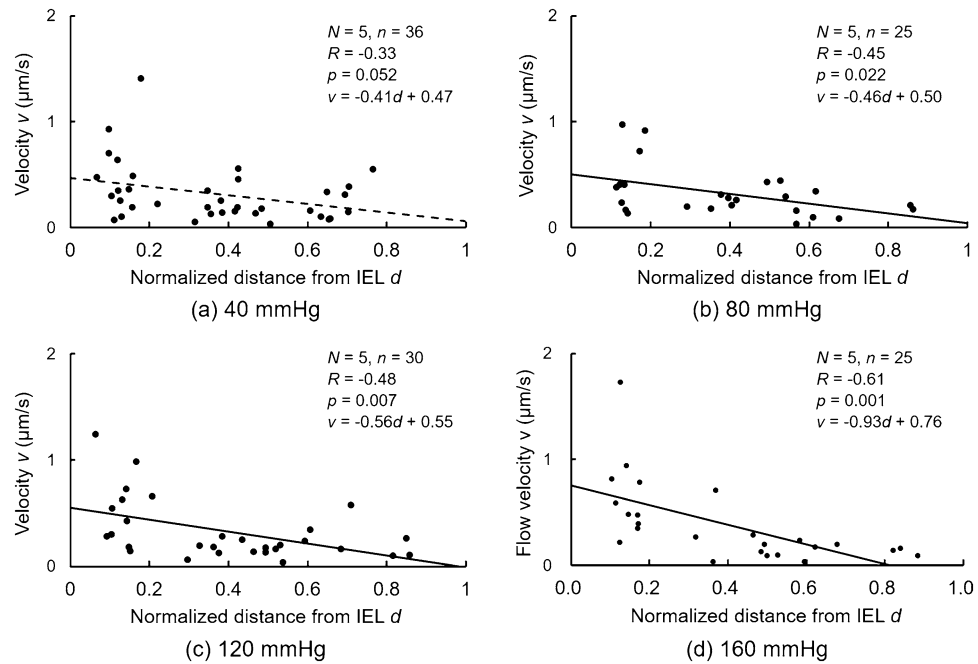 2
1
0
Velocity v (μm/s)
N = 5, n = 36
R = -0.33
p = 0.052
v = -0.41d + 0.47
0 0.2 0.4 0.6 0.8 1
Normalized distance from IEL d
(a) 40 mmHg
2
1
0
Velocity v (μm/s)
N = 5, n = 25
R = -0.45
p = 0.022
v = -0.46d + 0.50
0 0.2 0.4 0.6 0.8 1
Normalized distance from IEL d
(b) 80 mmHg
2
1
0
Velocity v (μm/s)
N = 5, n = 30
R = -0.48
p = 0.007
v = -0.56d + 0.55
0 0.2 0.4 0.6 0.8 1
Normalized distance from IEL d
(c) 120 mmHg
2
1
0
Flow velocity v (μm/s)
N = 5, n = 25
R = -0.61
p = 0.001
v = -0.93d + 0.76
0.0 0.2 0.4 0.6 0.8 1.0
Normalized distance from IEL d
(d) 160 mmHg